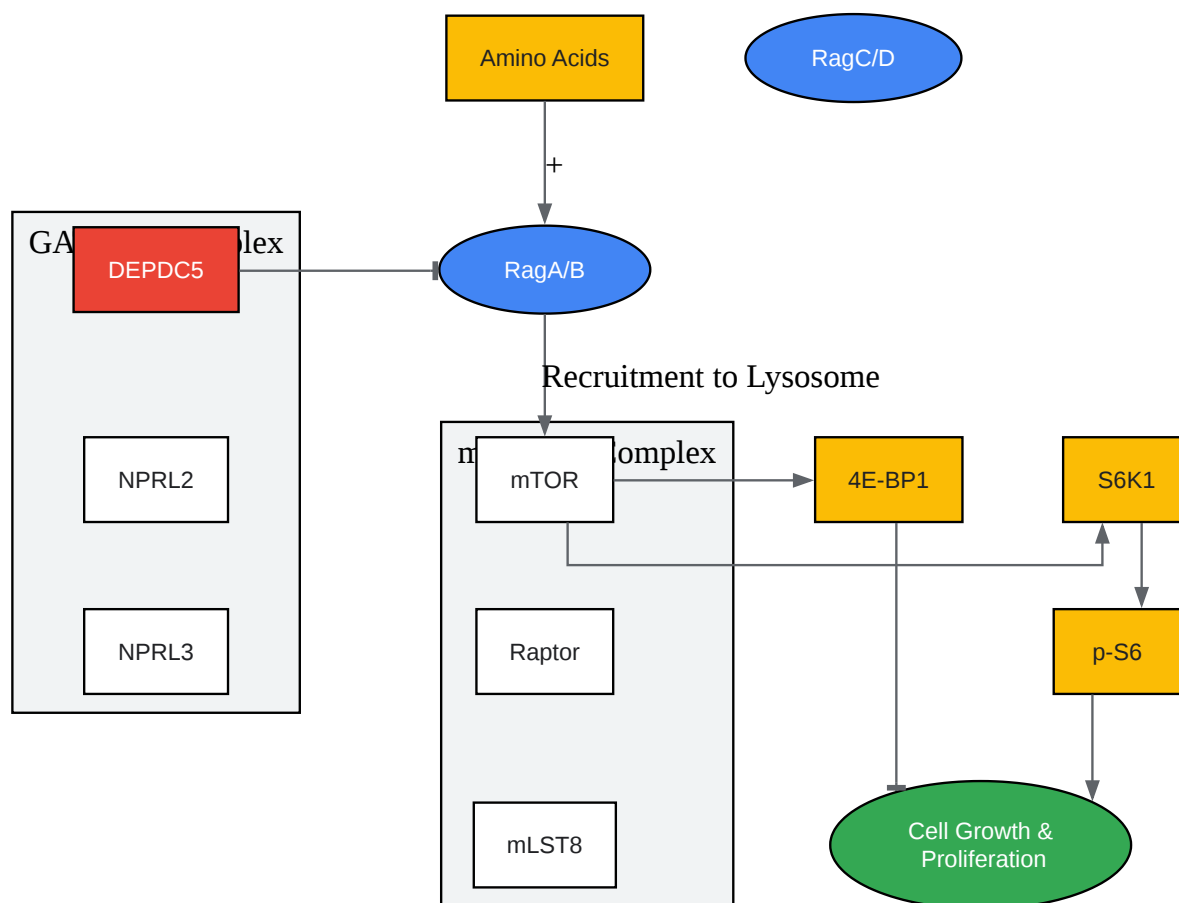 Amino Acids
RagC/D
+
DEPDC5
RagA/B
Recruitment to Lysosome
mTOR
4E-BP1
S6K1
NPRL2
NPRL3
Raptor
p-S6
mLST8
Cell Growth &
Proliferation